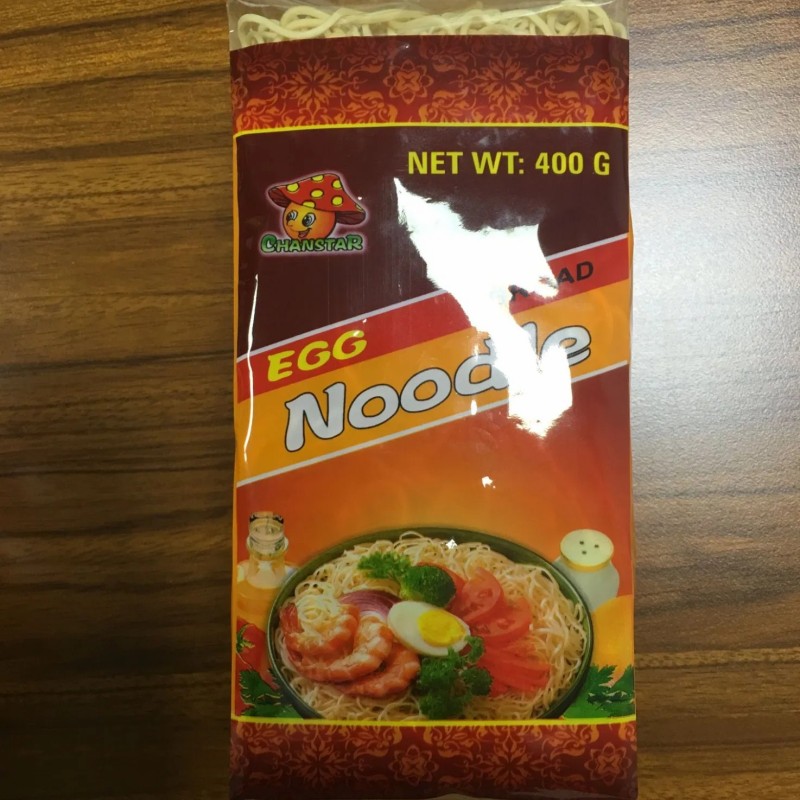 NET WT: 400 G
CHANSTAR
EGG
Noodle